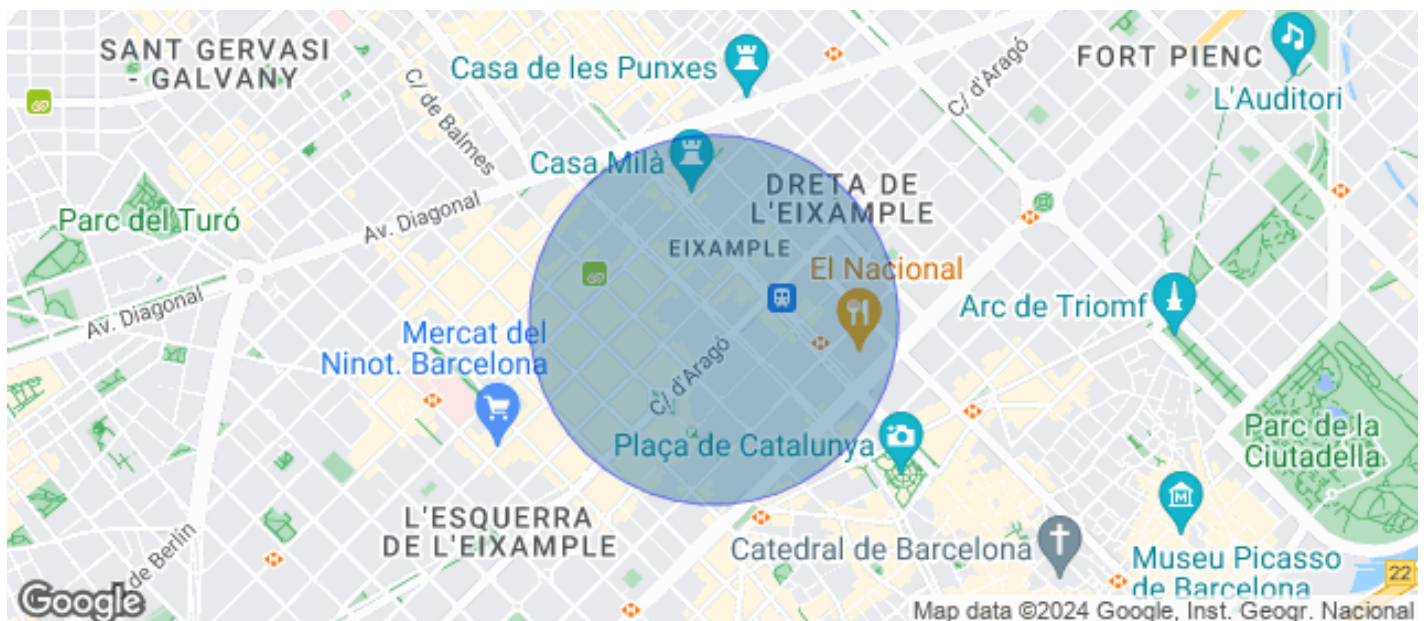 SANT GERVASI
- GALVANY
C/ de Balmes
Casa de les Punxes
C/ d'Aragó
FORT PIENC
L'Auditori
Casa Milà
DRETA DE
L'EIXAMPLE
Parc del Turó
Av. Diagonal
EIXAMPLE
El Nacional
Arc de Triomf
Av. Diagonal
Mercat del
Ninot. Barcelona
C/ d'Aragó
Plaça de Catalunya
Parc de la
Ciutadella
L'ESQUERRA
DE L'EIXAMPLE
Catedral de Barcelona
M
Museu Picasso
de Barcelona
de Berlín
22
Google
Map data ©2024 Google, Inst. Geogr. Nacional